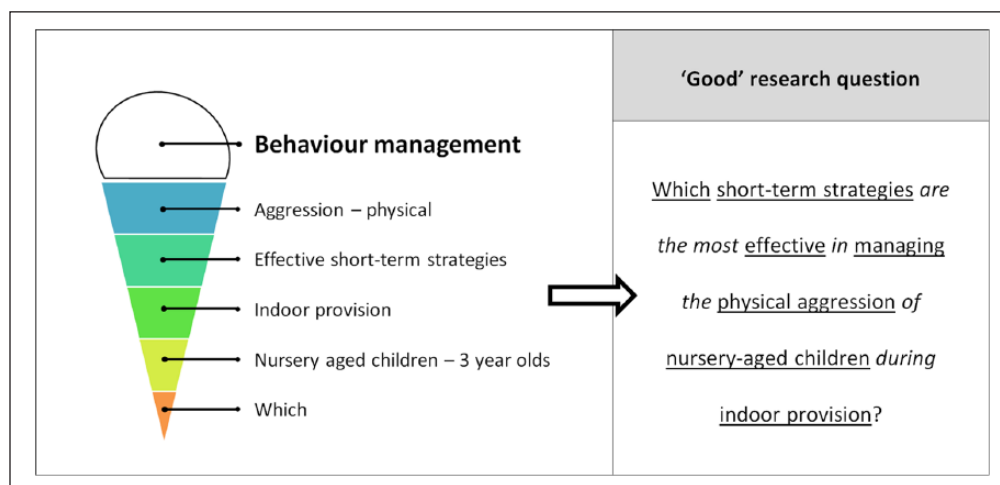 Behaviour management
Aggression – physical
Effective short-term strategies
Indoor provision
Nursery aged children – 3 year olds
Which
‘Good’ research question
Which short-term strategies are
the most effective in managing
the physical aggression of
nursery-aged children during
indoor provision?